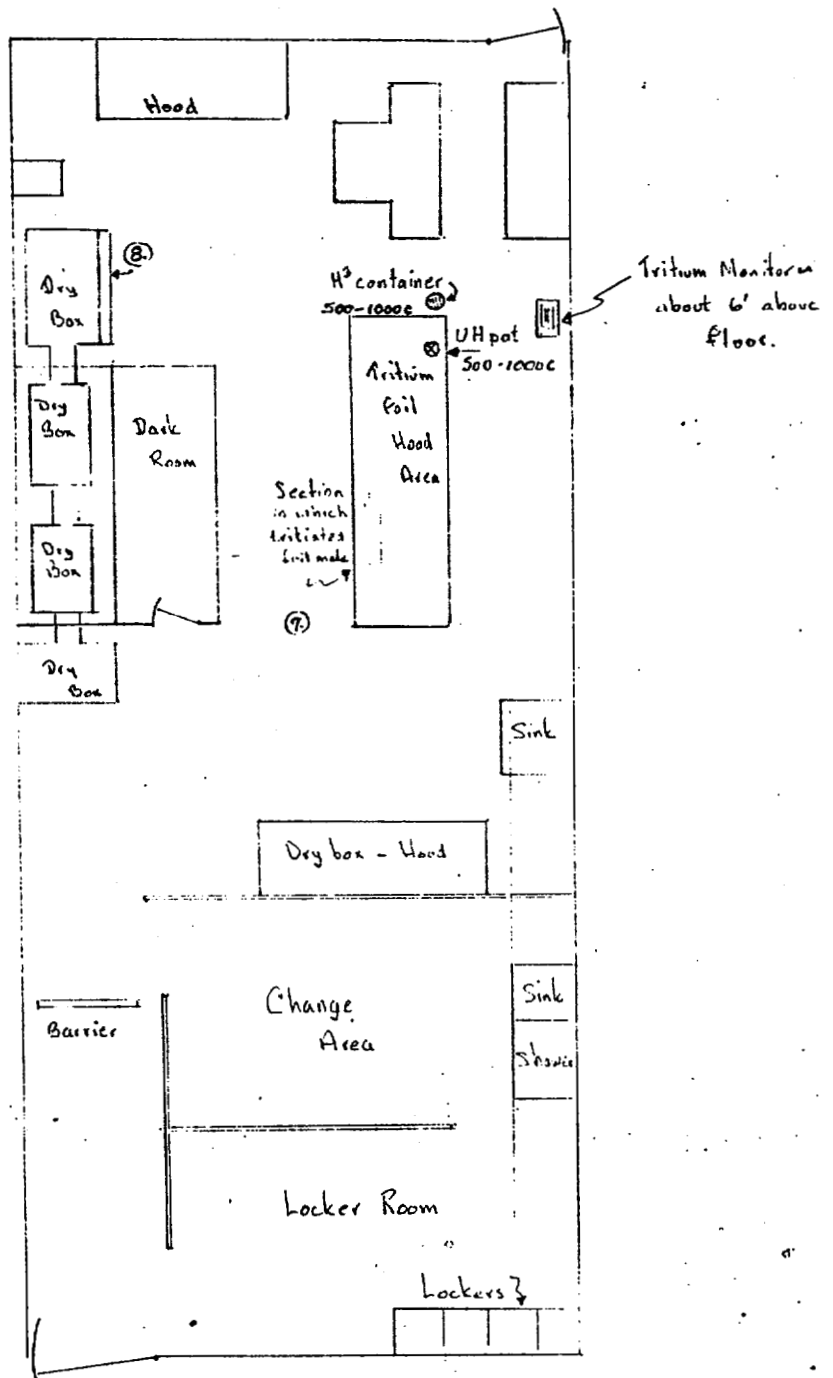 Hood
(8.)
Dry
Box
H³ container
500-1000c
UH pot
500-1000c
Tritium Monitor
about 6' above
floor.
Tritium
Foil
Hood
Area
Dry
Box
Dark
Room
Section
in which
foil made
Dry
Box
(7.)
Dry
Box
Sink
Dry box - Hood
Change
Area
Barrier
Sink
Shower
Locker Room
Lockers